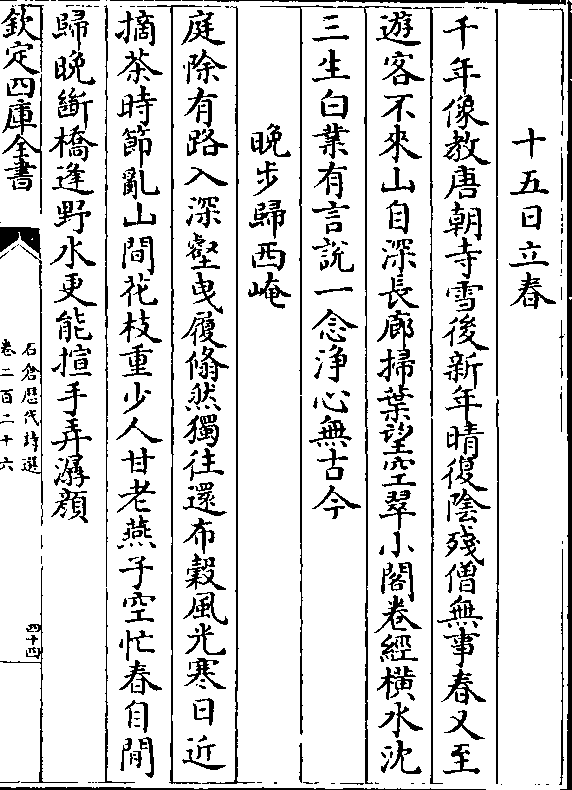 十五日立春
千年像教唐朝寺雪後新年晴復陰殘僧無事春又至
遊客不來山自深長廊掃葉望空翠小閣卷經橫水沈
三生白業有言説一念浄心無古今
晚步歸西崦
庭除有路入深壑曳履翛然獨往還布穀風光寒日近
摘茶時節亂山間花枝重少人甘老燕子空忙春自閒
歸晚斷橋逢野水更能揎手弄潺顔
欽定四庫全書
石倉歴代詩選
卷二百二十六
四十四